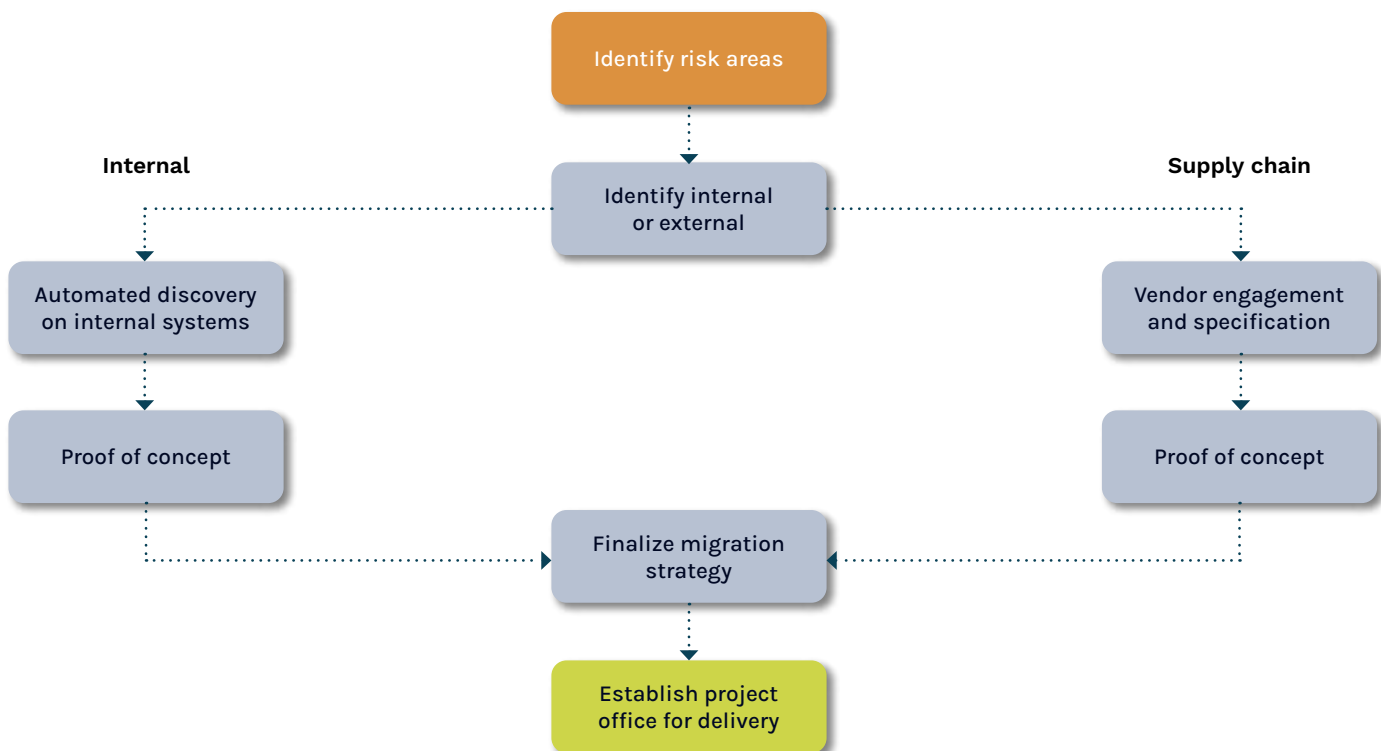 Identify risk areas
Internal
Supply chain
Identify internal
or external
Automated discovery
on internal systems
Vendor engagement
and specification
Proof of concept
Proof of concept
Finalize migration
strategy
Establish project
office for delivery